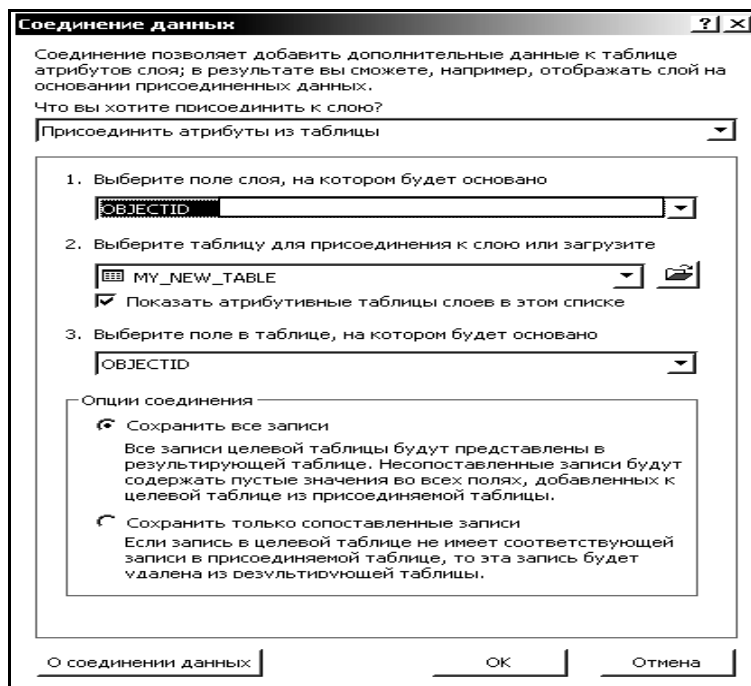 Соединение данных
Соединение позволяет добавить дополнительные данные к таблице
атрибутов слоя; в результате вы сможете, например, отображать слой на
основании присоединенных данных.
Что вы хотите присоединить к слою?
Присоединить атрибуты из таблицы
1. Выберите поле слоя, на котором будет основано
OBJECTID
2. Выберите таблицу для присоединения к слою или загрузите
MY_NEW_TABLE
Показать атрибутивные таблицы слоев в этом списке
3. Выберите поле в таблице, на котором будет основано
OBJECTID
Опции соединения
Сохранить все записи
Все записи целевой таблицы будут представлены в
результирующей таблице. Несопоставленные записи будут
содержать пустые значения во всех полях, добавленных к
целевой таблице из присоединяемой таблицы.
Сохранить только сопоставленные записи
Если запись в целевой таблице не имеет соответствующей
записи в присоединяемой таблице, то эта запись будет
удалена из результирующей таблицы.
О соединении данных
OK
Отмена